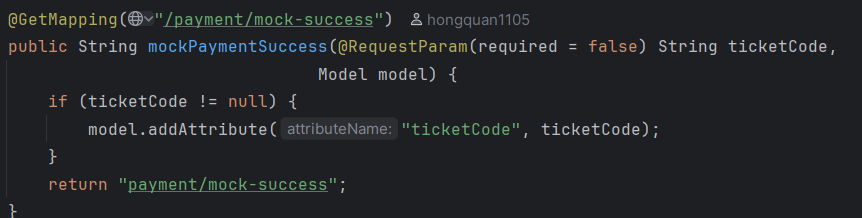 @GetMapping("/payment/mock-success") hongquan1105
public String mockPaymentSuccess(@RequestParam(required = false) String ticketCode,
                                 Model model) {
    if (ticketCode != null) {
        model.addAttribute( attributeName: "ticketCode", ticketCode);
    }
    return "payment/mock-success";
}